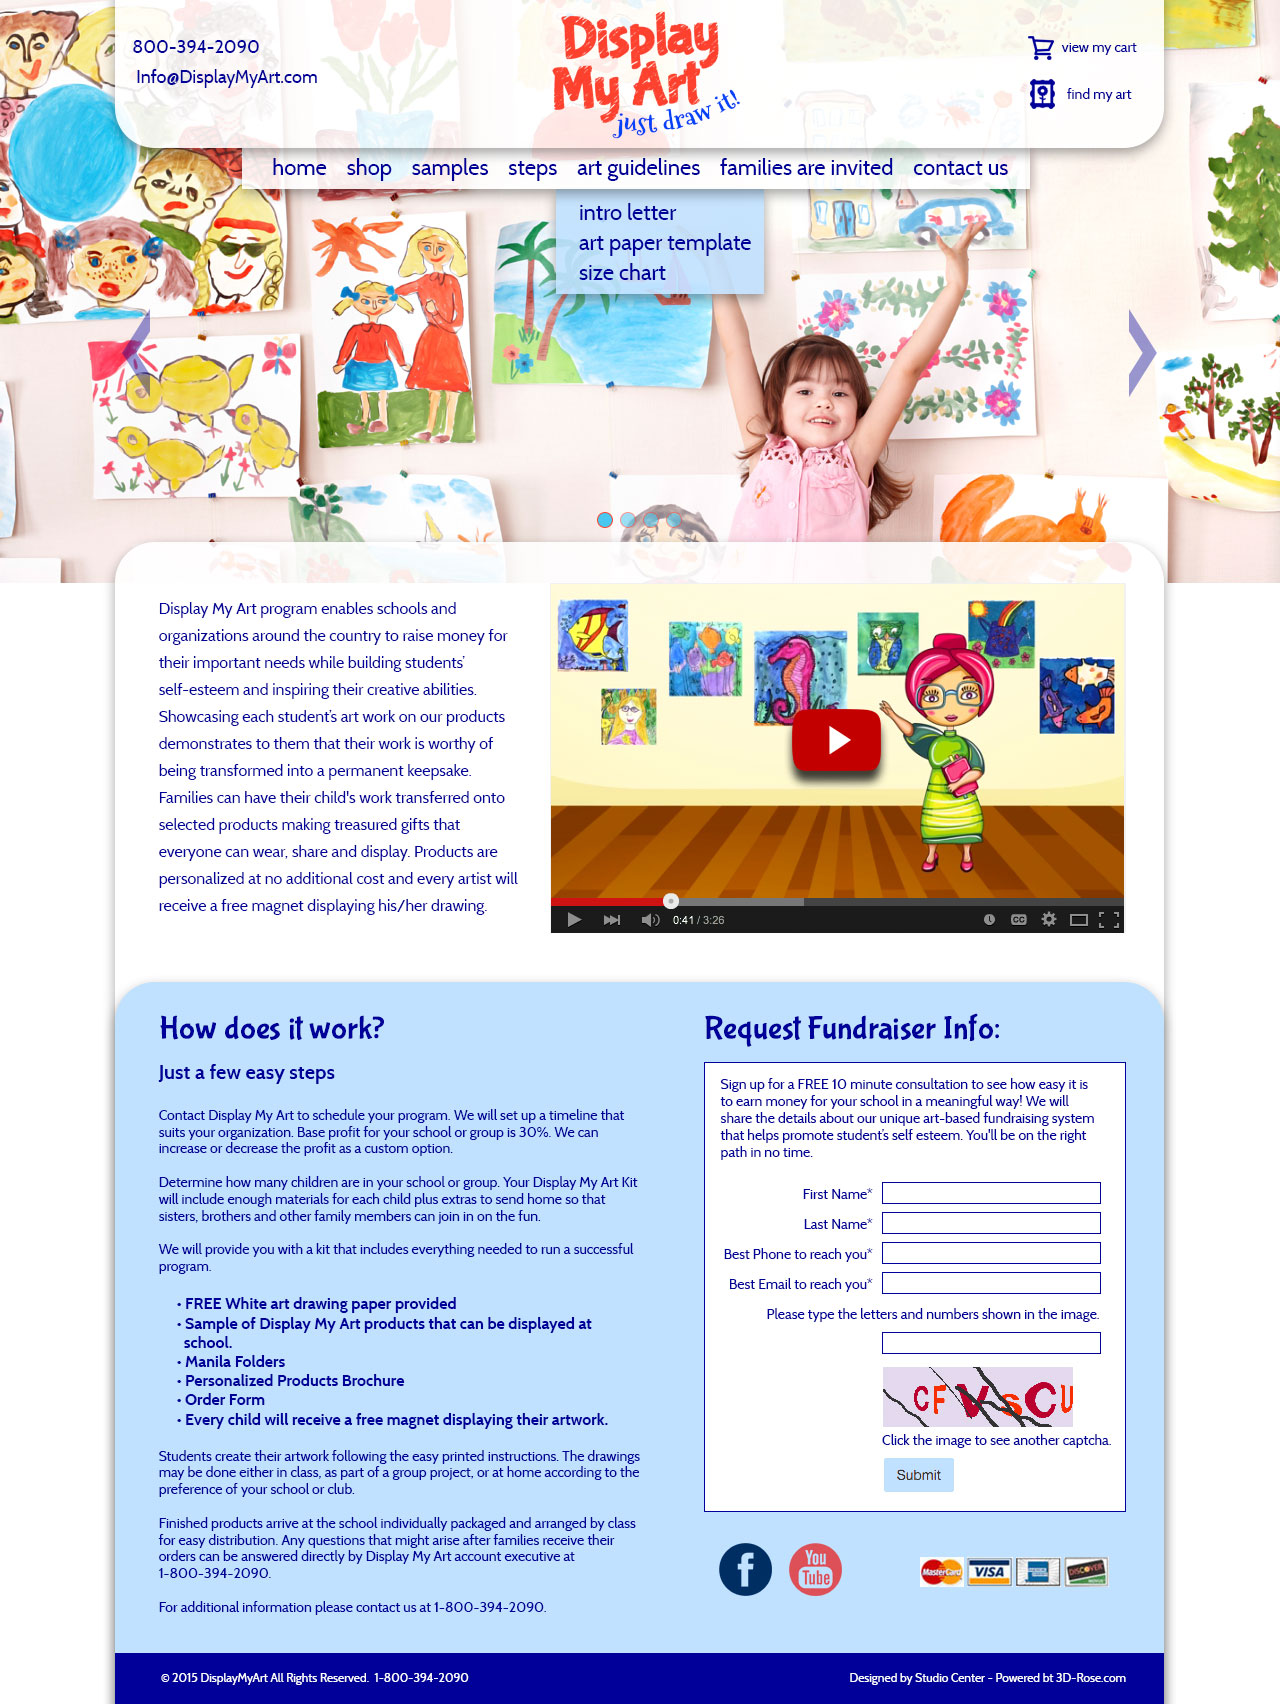 800-394-2090
Info@DisplayMyArt.com
Display
My Art
just draw it!
view my cart
find my art
home shop samples steps art guidelines families are invited contact us
intro letter
art paper template
size chart
Display My Art program enables schools and
organizations around the country to raise money for
their important needs while building students’
self-esteem and inspiring their creative abilities.
Showcasing each student’s art work on our products
demonstrates to them that their work is worthy of
being transformed into a permanent keepsake.
Families can have their child's work transferred onto
selected products making treasured gifts that
everyone can wear, share and display. Products are
personalized at no additional cost and every artist will
receive a free magnet displaying his/her drawing.
0:41 / 3:26
CC
How does it work?
Just a few easy steps
Contact Display My Art to schedule your program. We will set up a timeline that
suits your organization. Base profit for your school or group is 30%. We can
increase or decrease the profit as a custom option.
Determine how many children are in your school or group. Your Display My Art Kit
will include enough materials for each child plus extras to send home so that
sisters, brothers and other family members can join in on the fun.
We will provide you with a kit that includes everything needed to run a successful
program.
• FREE White art drawing paper provided
• Sample of Display My Art products that can be displayed at
school.
• Manila Folders
• Personalized Products Brochure
• Order Form
• Every child will receive a free magnet displaying their artwork.
Students create their artwork following the easy printed instructions. The drawings
may be done either in class, as part of a group project, or at home according to the
preference of your school or club.
Finished products arrive at the school individually packaged and arranged by class
for easy distribution. Any questions that might arise after families receive their
orders can be answered directly by Display My Art account executive at
1-800-394-2090.
For additional information please contact us at 1-800-394-2090.
Request Fundraiser Info:
Sign up for a FREE 10 minute consultation to see how easy it is
to earn money for your school in a meaningful way! We will
share the details about our unique art-based fundraising system
that helps promote student’s self esteem. You'll be on the right
path in no time.
First Name*
Last Name*
Best Phone to reach you*
Best Email to reach you*
Please type the letters and numbers shown in the image.
CFVsCU
Click the image to see another captcha.
Submit
f
You
Tube
MasterCard VISA DISCOVER
© 2015 DisplayMyArt All Rights Reserved. 1-800-394-2090
Designed by Studio Center - Powered bt 3D-Rose.com